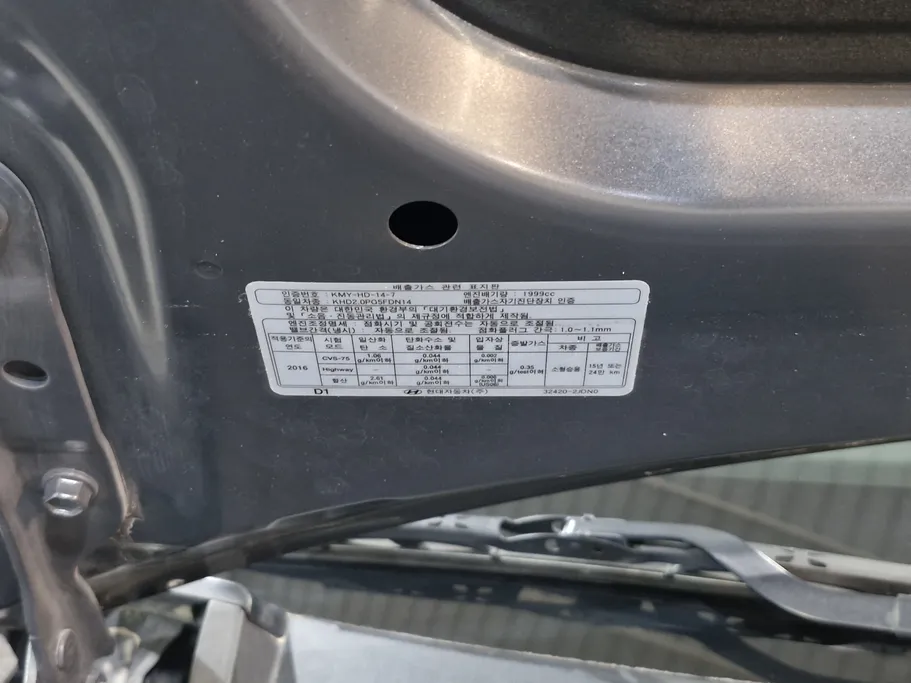 배출가스 관련 표지판
인증번호 : KMY-HD-14-7 엔진배기량 : 1999cc
동일차종 : KHD2.0PG5FDN14 배출가스자기진단장치 인증
이 차량은 대한민국 환경부의 「대기환경보전법」
및 「소음·진동관리법」의 제규정에 적합하게 제작됨.
엔진조정명세 : 점화시기 및 공회전수는 자동으로 조절됨.
밸브간격(냉시) : 자동으로 조절됨. 점화플러그 간극 : 1.0~1.1mm
적용기준의 연도 시험 모드 일산화 탄소 탄화수소 및 질소산화물 입자상 물질 증발가스 비고
차종
2016 CVS-75 1.06 g/km이하 0.044 g/km이하 0.002 g/km이하 0.35 g/test이하 소형승용 15년 또는 24만 km
Highway - 0.044 g/km이하 -
합산 2.61 g/km이하 0.044 g/km이하 (US06)
D1 현대자동차(주) 32420-2JDN0